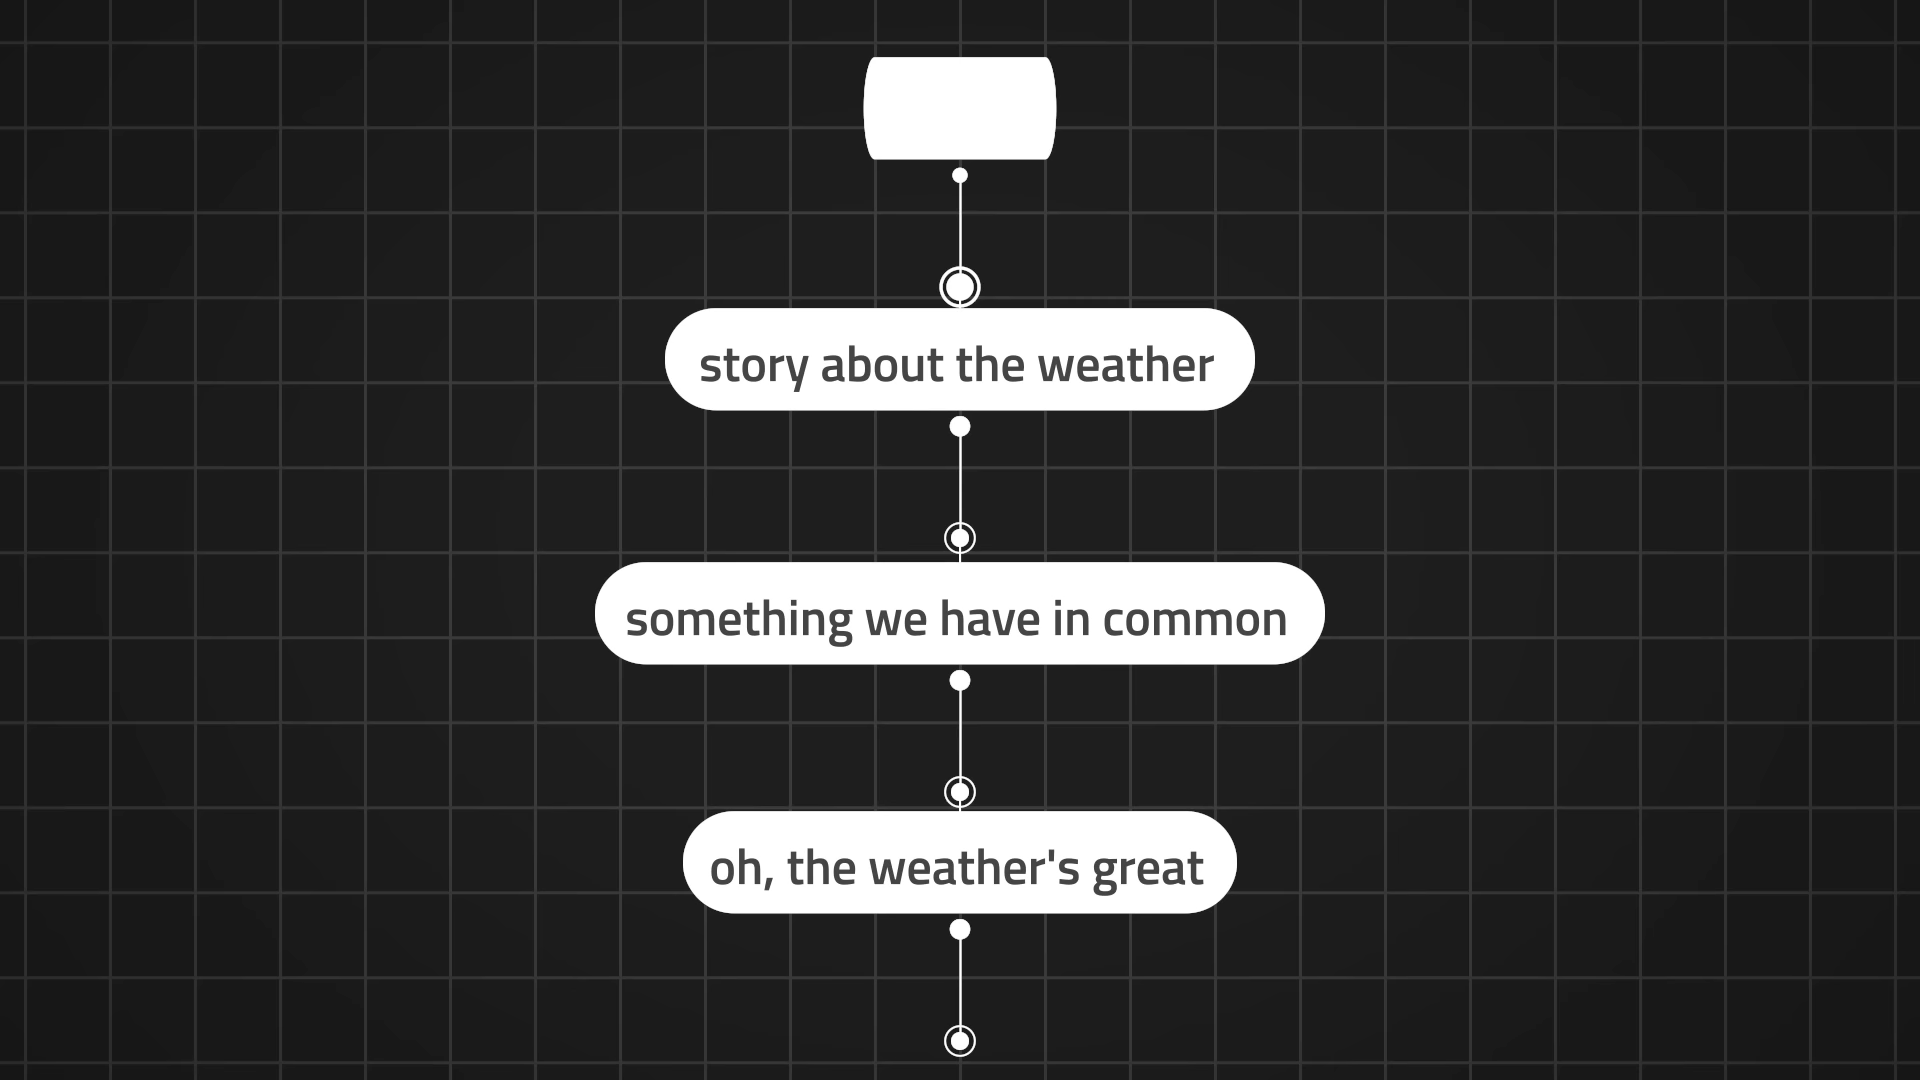 story about the weather
something we have in common
oh, the weather's great